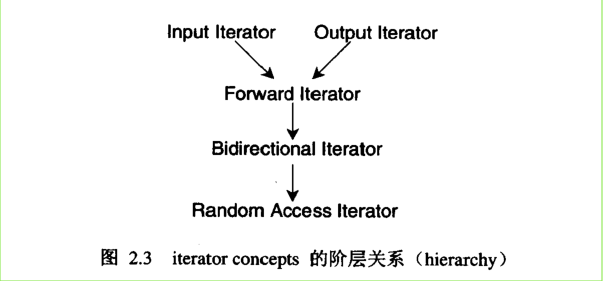 Input Iterator Output Iterator
Forward Iterator
Bidirectional Iterator
Random Access Iterator
图 2.3 iterator concepts 的阶层关系（hierarchy）